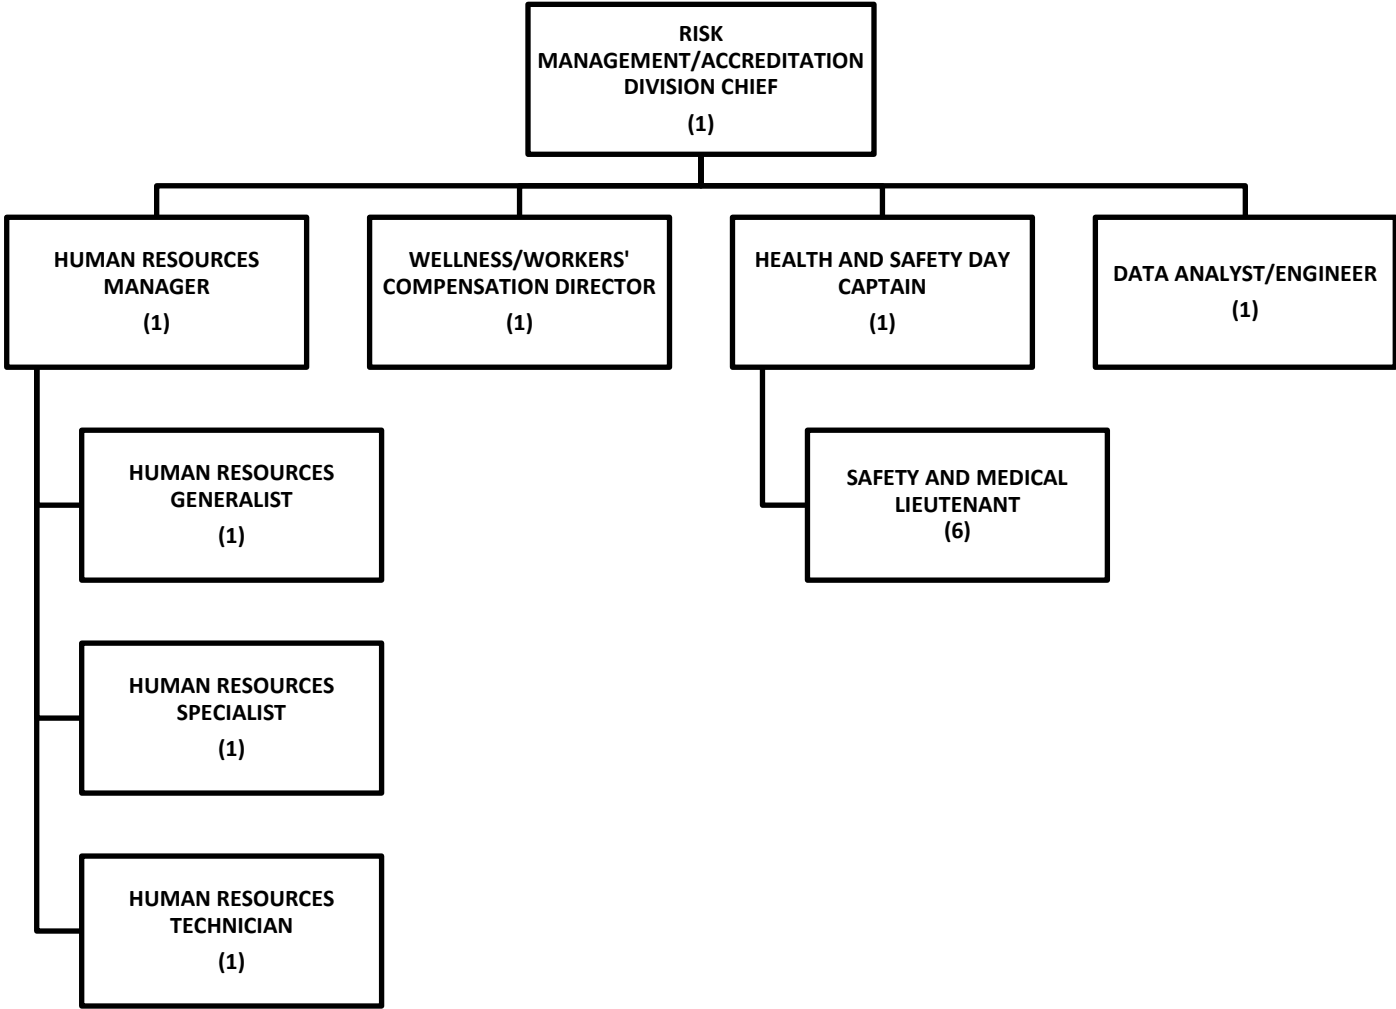 RISK
MANAGEMENT/ACCREDITATION
DIVISION CHIEF
(1)
HUMAN RESOURCES
MANAGER
(1)
WELLNESS/WORKERS'
COMPENSATION DIRECTOR
(1)
HEALTH AND SAFETY DAY
CAPTAIN
(1)
DATA ANALYST/ENGINEER
(1)
HUMAN RESOURCES
GENERALIST
(1)
SAFETY AND MEDICAL
LIEUTENANT
(6)
HUMAN RESOURCES
SPECIALIST
(1)
HUMAN RESOURCES
TECHNICIAN
(1)